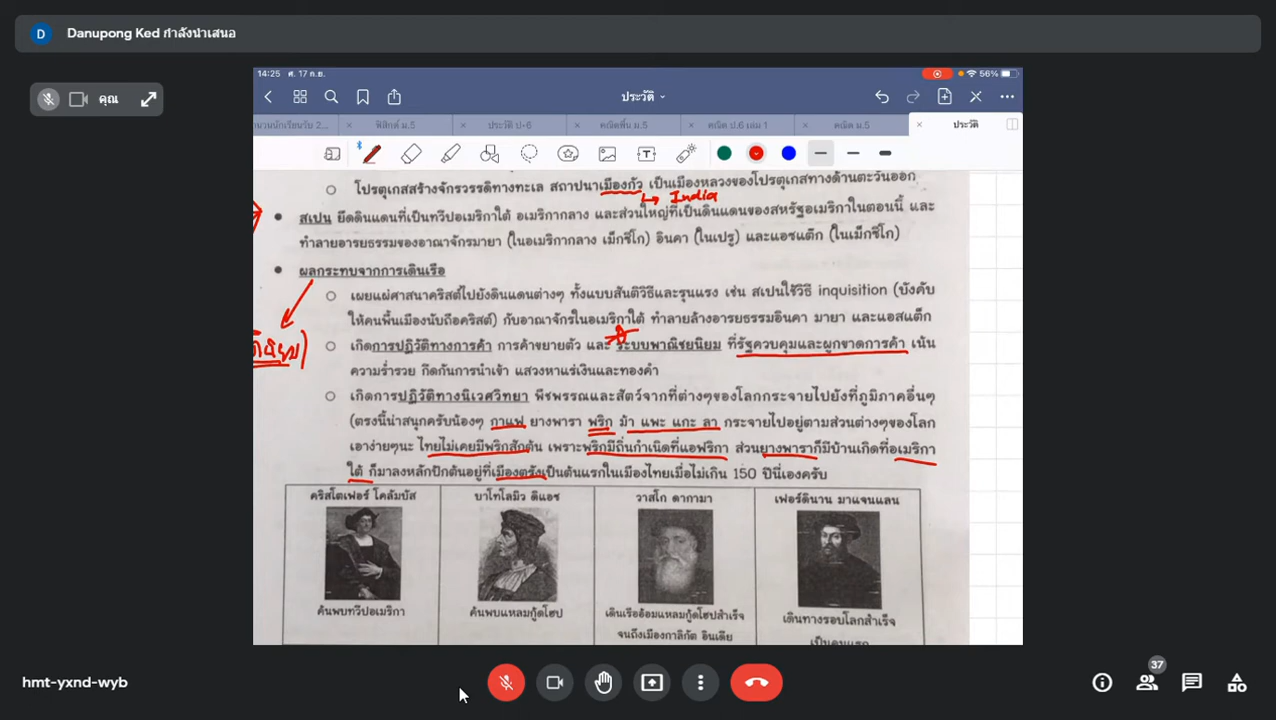 D Danupong Ked กำลังนำเสนอ
คุณ
14:25 ศ. 17 ก.ย.
56%
ประวัติ
านวนนักเรียนวัน 2...
ฟิสิกห์ ม.5
ประวัติ ป-6
คณิตพื้น ม.5
คณิต ป.6 เล่ม 1
คณิต ม.5
ประวัติ
โปรตุเกสสร้างจักรวรรดิทางทะเล สถาปนาเมืองกัว เป็นเมืองหลวงของโปรตุเกสทางด้านตะวันออก
India
สเปน ยึดดินแดนที่เป็นทวีปอเมริกาใต้ อเมริกากลาง และส่วนใหญ่ที่เป็นดินแดนของสหรัฐอเมริกาในตอนนี้ และ
ทำลายอารยธรรมของอาณาจักรมายา (ในอเมริกากลาง เม็กซิโก) อินคา (ในเปรู) และแอซแต็ก (ในเม็กซิโก)
ผลกระทบจากการเดินเรือ
เผยแผ่ศาสนาคริสต์ไปยังดินแดนต่างๆ ทั้งแบบสันติวิธีและรุนแรง เช่น สเปนใช้วิธี inquisition (บังคับ
ให้คนพื้นเมืองนับถือคริสต์) กับอาณาจักรในอเมริกาใต้ ทำลายล้างอารยธรรมอินคา มายา และแอสแต็ก
เกิดการปฏิวัติทางการค้า การค้าขยายตัว และ ระบบพาณิชยนิยม ที่รัฐควบคุมและผูกขาดการค้า เน้น
ความร่ำรวย กีดกันการนำเข้า แสวงหาแร่เงินและทองคำ
เกิดการปฏิวัติทางนิเวศวิทยา พืชพรรณและสัตว์จากที่ต่างๆของโลกกระจายไปยังที่ภูมิภาคอื่นๆ
(ตรงนี้น่าสนุกครับน้องๆ กาแฟ ยางพารา พริก ม้า แพะ แกะ ลา กระจายไปอยู่ตามส่วนต่างๆของโลก
เอาง่ายๆนะ ไทยไม่เคยมีพริกสักต้น เพราะพริกมีถิ่นกำเนิดที่แอฟริกา ส่วนยางพาราก็มีบ้านเกิดที่อเมริกา
ใต้ ก็มาลงหลักปักต้นอยู่ที่เมืองตรังเป็นต้นแรกในเมืองไทยเมื่อไม่เกิน 150 ปีนี่เองครับ
คริสโตเฟอร์ โคลัมบัส
บาโทโลมิว ดิแอช
วาสโก ดากามา
เฟอร์ดินาน มาแจนแลน
ค้นพบทวีปอเมริกา
ค้นพบแหลมกู้ดโฮป
เดินเรืออ้อมแหลมกู้ดโฮปสำเร็จ
จนถึงเมืองกาลิกัต อินเดีย
เดินทางรอบโลกสำเร็จ
เป็นคนแรก
hmt-yxnd-wyb
37